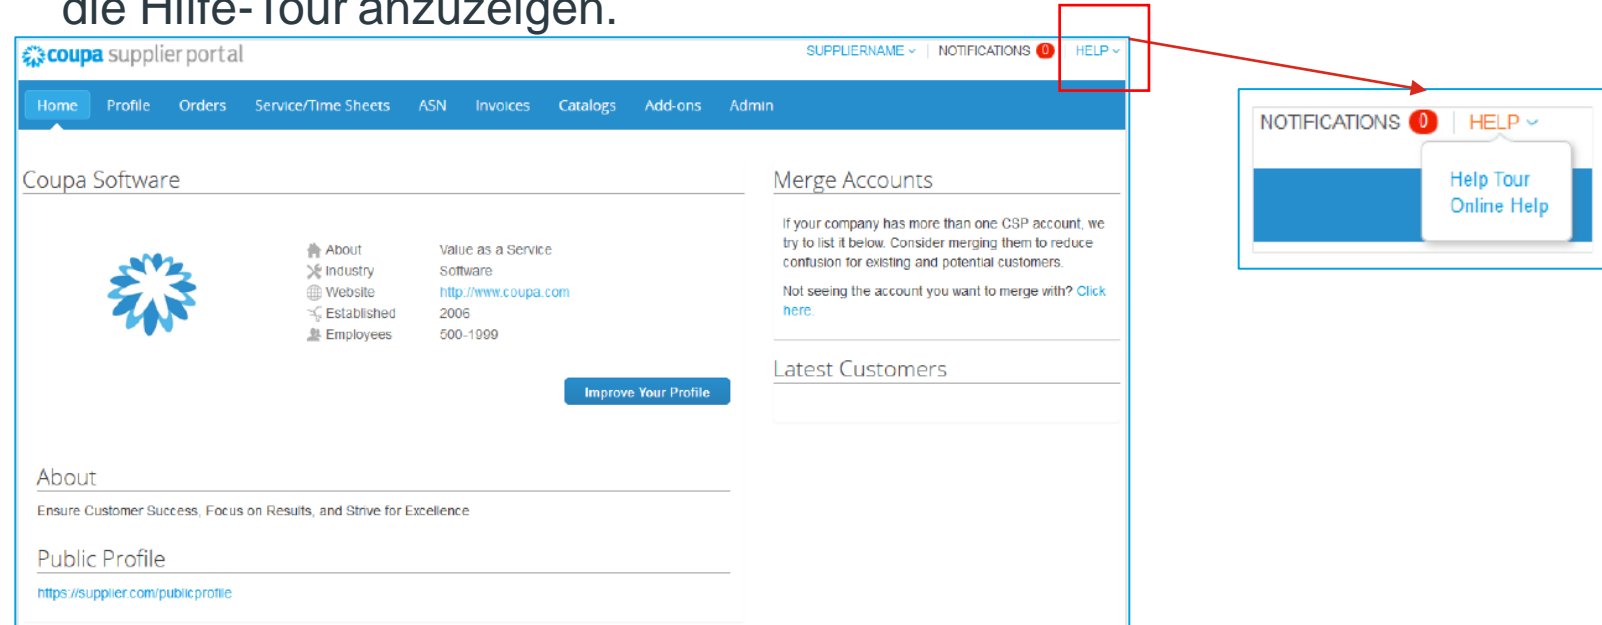 die Hilfe-Tour anzuzeigen.
coupa supplier portal
SUPPLIERNAME | NOTIFICATIONS 0 | HELP
Home Profile Orders Service/Time Sheets ASN Invoices Catalogs Add-ons Admin
Coupa Software
About Value as a Service
Industry Software
Website http://www.coupa.com
Established 2006
Employees 500-1999
Improve Your Profile
About
Ensure Customer Success, Focus on Results, and Strive for Excellence
Public Profile
https://supplier.com/publicprofile
Merge Accounts
If your company has more than one CSP account, we
try to list it below. Consider merging them to reduce
confusion for existing and potential customers.
Not seeing the account you want to merge with? Click
here.
Latest Customers
NOTIFICATIONS 0 | HELP
Help Tour
Online Help